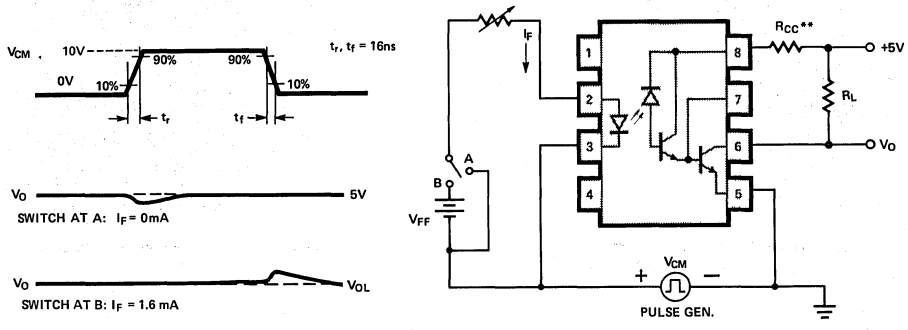 VCM
10V
0V
10%
90%
90%
10%
tr, tf = 16ns
tr
tf
VO
5V
SWITCH AT A: IF = 0mA
VO
VOL
SWITCH AT B: IF = 1.6 mA
IF
A
B
VFF
1
2
3
4
8
7
6
5
RCC**
+5V
RL
VO
+
VCM
−
PULSE GEN.